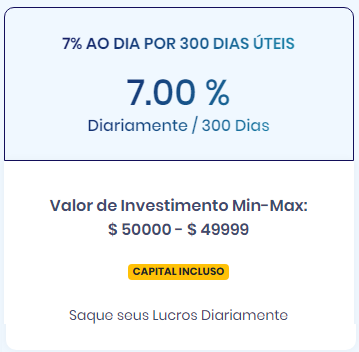 7% AO DIA POR 300 DIAS ÚTEIS
7.00 %
Diariamente / 300 Dias
Valor de Investimento Min-Max:
$ 50000 - $ 49999
CAPITAL INCLUSO
Saque seus Lucros Diariamente